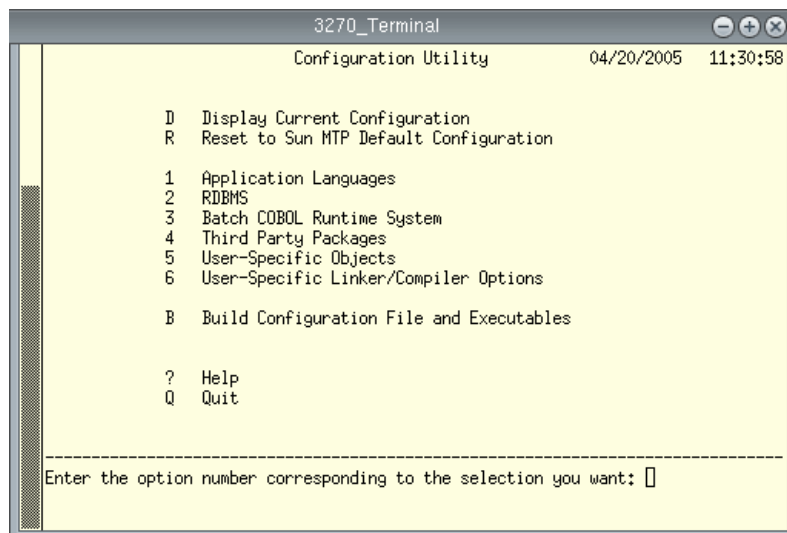 3270_Terminal
Configuration Utility 04/20/2005 11:30:58
D Display Current Configuration
R Reset to Sun MTP Default Configuration
1 Application Languages
2 RDBMS
3 Batch COBOL Runtime System
4 Third Party Packages
5 User-Specific Objects
6 User-Specific Linker/Compiler Options
B Build Configuration File and Executables
? Help
Q Quit
--------------------------------------------------------------------------------
Enter the option number corresponding to the selection you want: